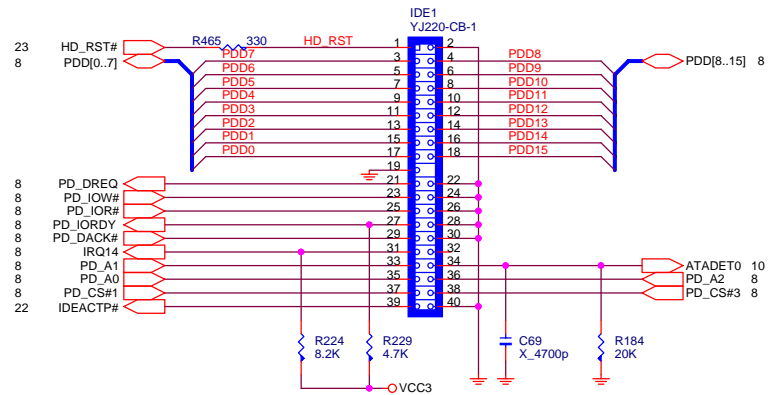 IDE1
YJ220-CB-1
23 HD_RST# R465 330 HD_RST 1 2
8 PDD[0..7] PDD7 3 4 PDD8 PDD[8..15] 8
PDD6 5 6 PDD9
PDD5 7 8 PDD10
PDD4 9 10 PDD11
PDD3 11 12 PDD12
PDD2 13 14 PDD13
PDD1 15 16 PDD14
PDD0 17 18 PDD15
19
8 PD_DREQ 21 22
8 PD_IOW# 23 24
8 PD_IOR# 25 26
8 PD_IORDY 27 28
8 PD_DACK# 29 30
8 IRQ14 31 32
8 PD_A1 33 34 ATADET0 10
8 PD_A0 35 36 PD_A2 8
8 PD_CS#1 37 38 PD_CS#3 8
22 IDEACTP# 39 40
R224 R229 C69 R184
8.2K 4.7K X_4700p 20K
VCC3